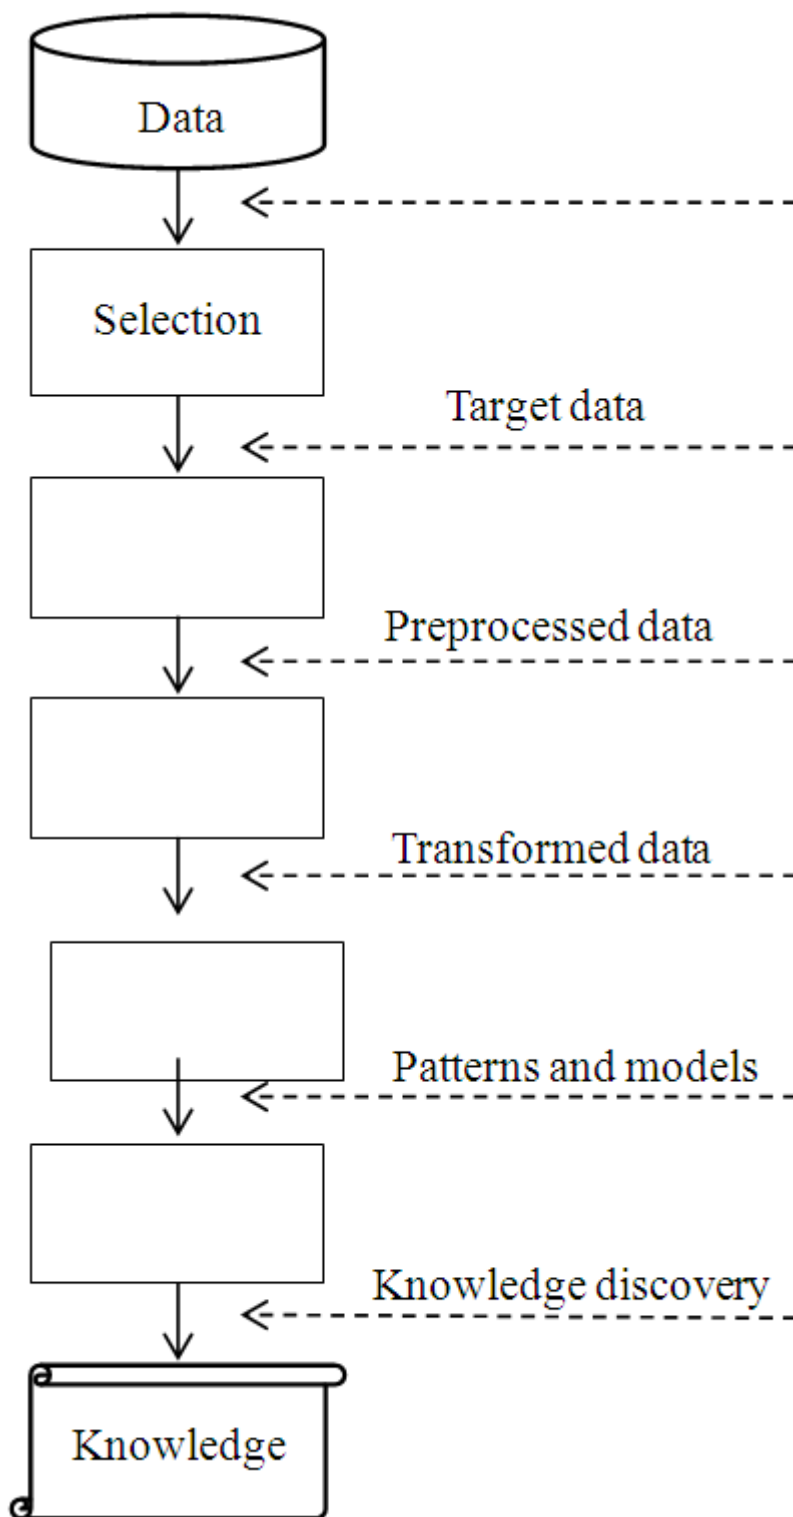 Data
Selection
Target data
Preprocessed data
Transformed data
Patterns and models
Knowledge discovery
Knowledge